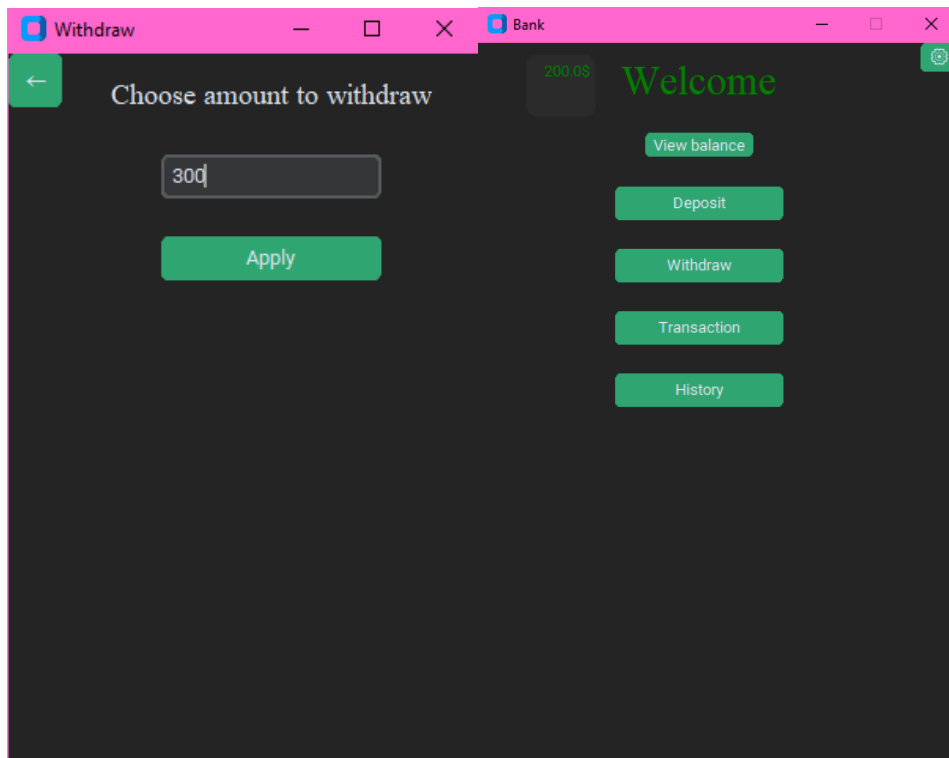 Withdraw
←
Choose amount to withdraw
300
Apply
Bank
200.0$
Welcome
View balance
Deposit
Withdraw
Transaction
History